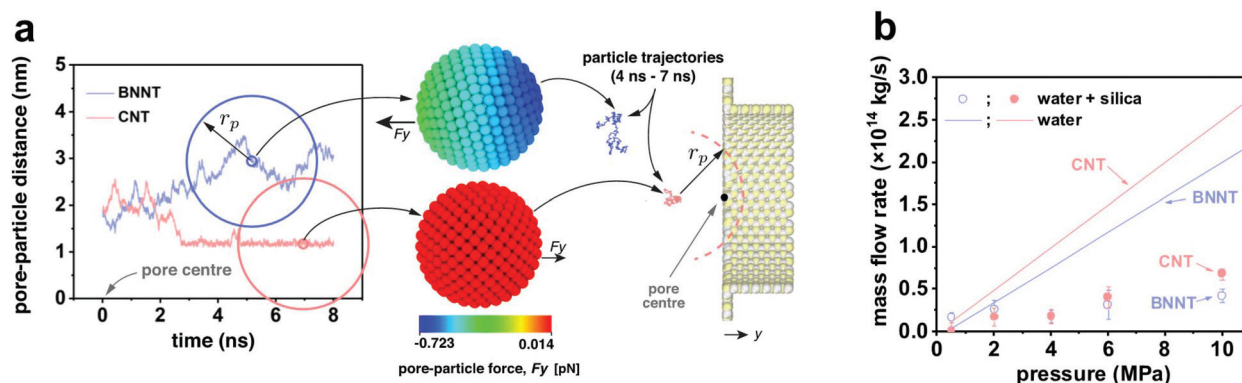 a
pore-particle distance (nm)
5
4
3
2
1
0
BNNT
CNT
r_p
pore centre
0 2 4 6 8
time (ns)
Fy
Fy
-0.723 0.014
pore-particle force, Fy [pN]
particle trajectories
(4 ns - 7 ns)
r_p
pore
centre
y
b
mass flow rate (×10^14 kg/s)
3.0
2.5
2.0
1.5
1.0
0.5
0.0
; water + silica
; water
CNT
BNNT
CNT
BNNT
0 2 4 6 8 10
pressure (MPa)